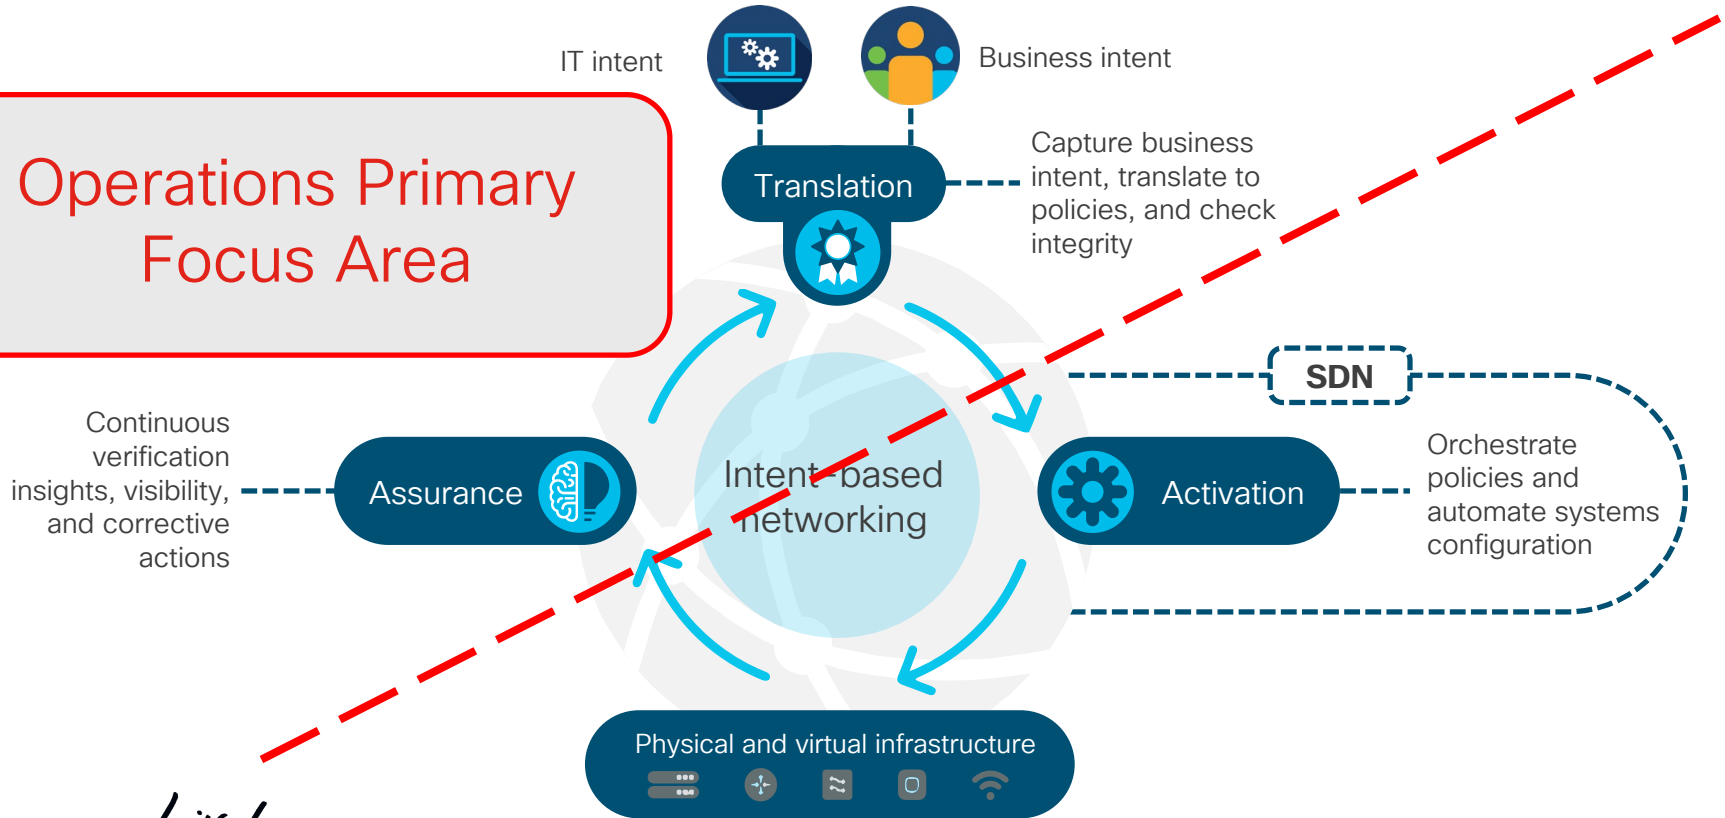 IT intent
Business intent
Operations Primary
Focus Area
Translation
Capture business
intent, translate to
policies, and check
integrity
SDN
Continuous
verification
insights, visibility,
and corrective
actions
Assurance
Intent-based
networking
Activation
Orchestrate
policies and
automate systems
configuration
Physical and virtual infrastructure